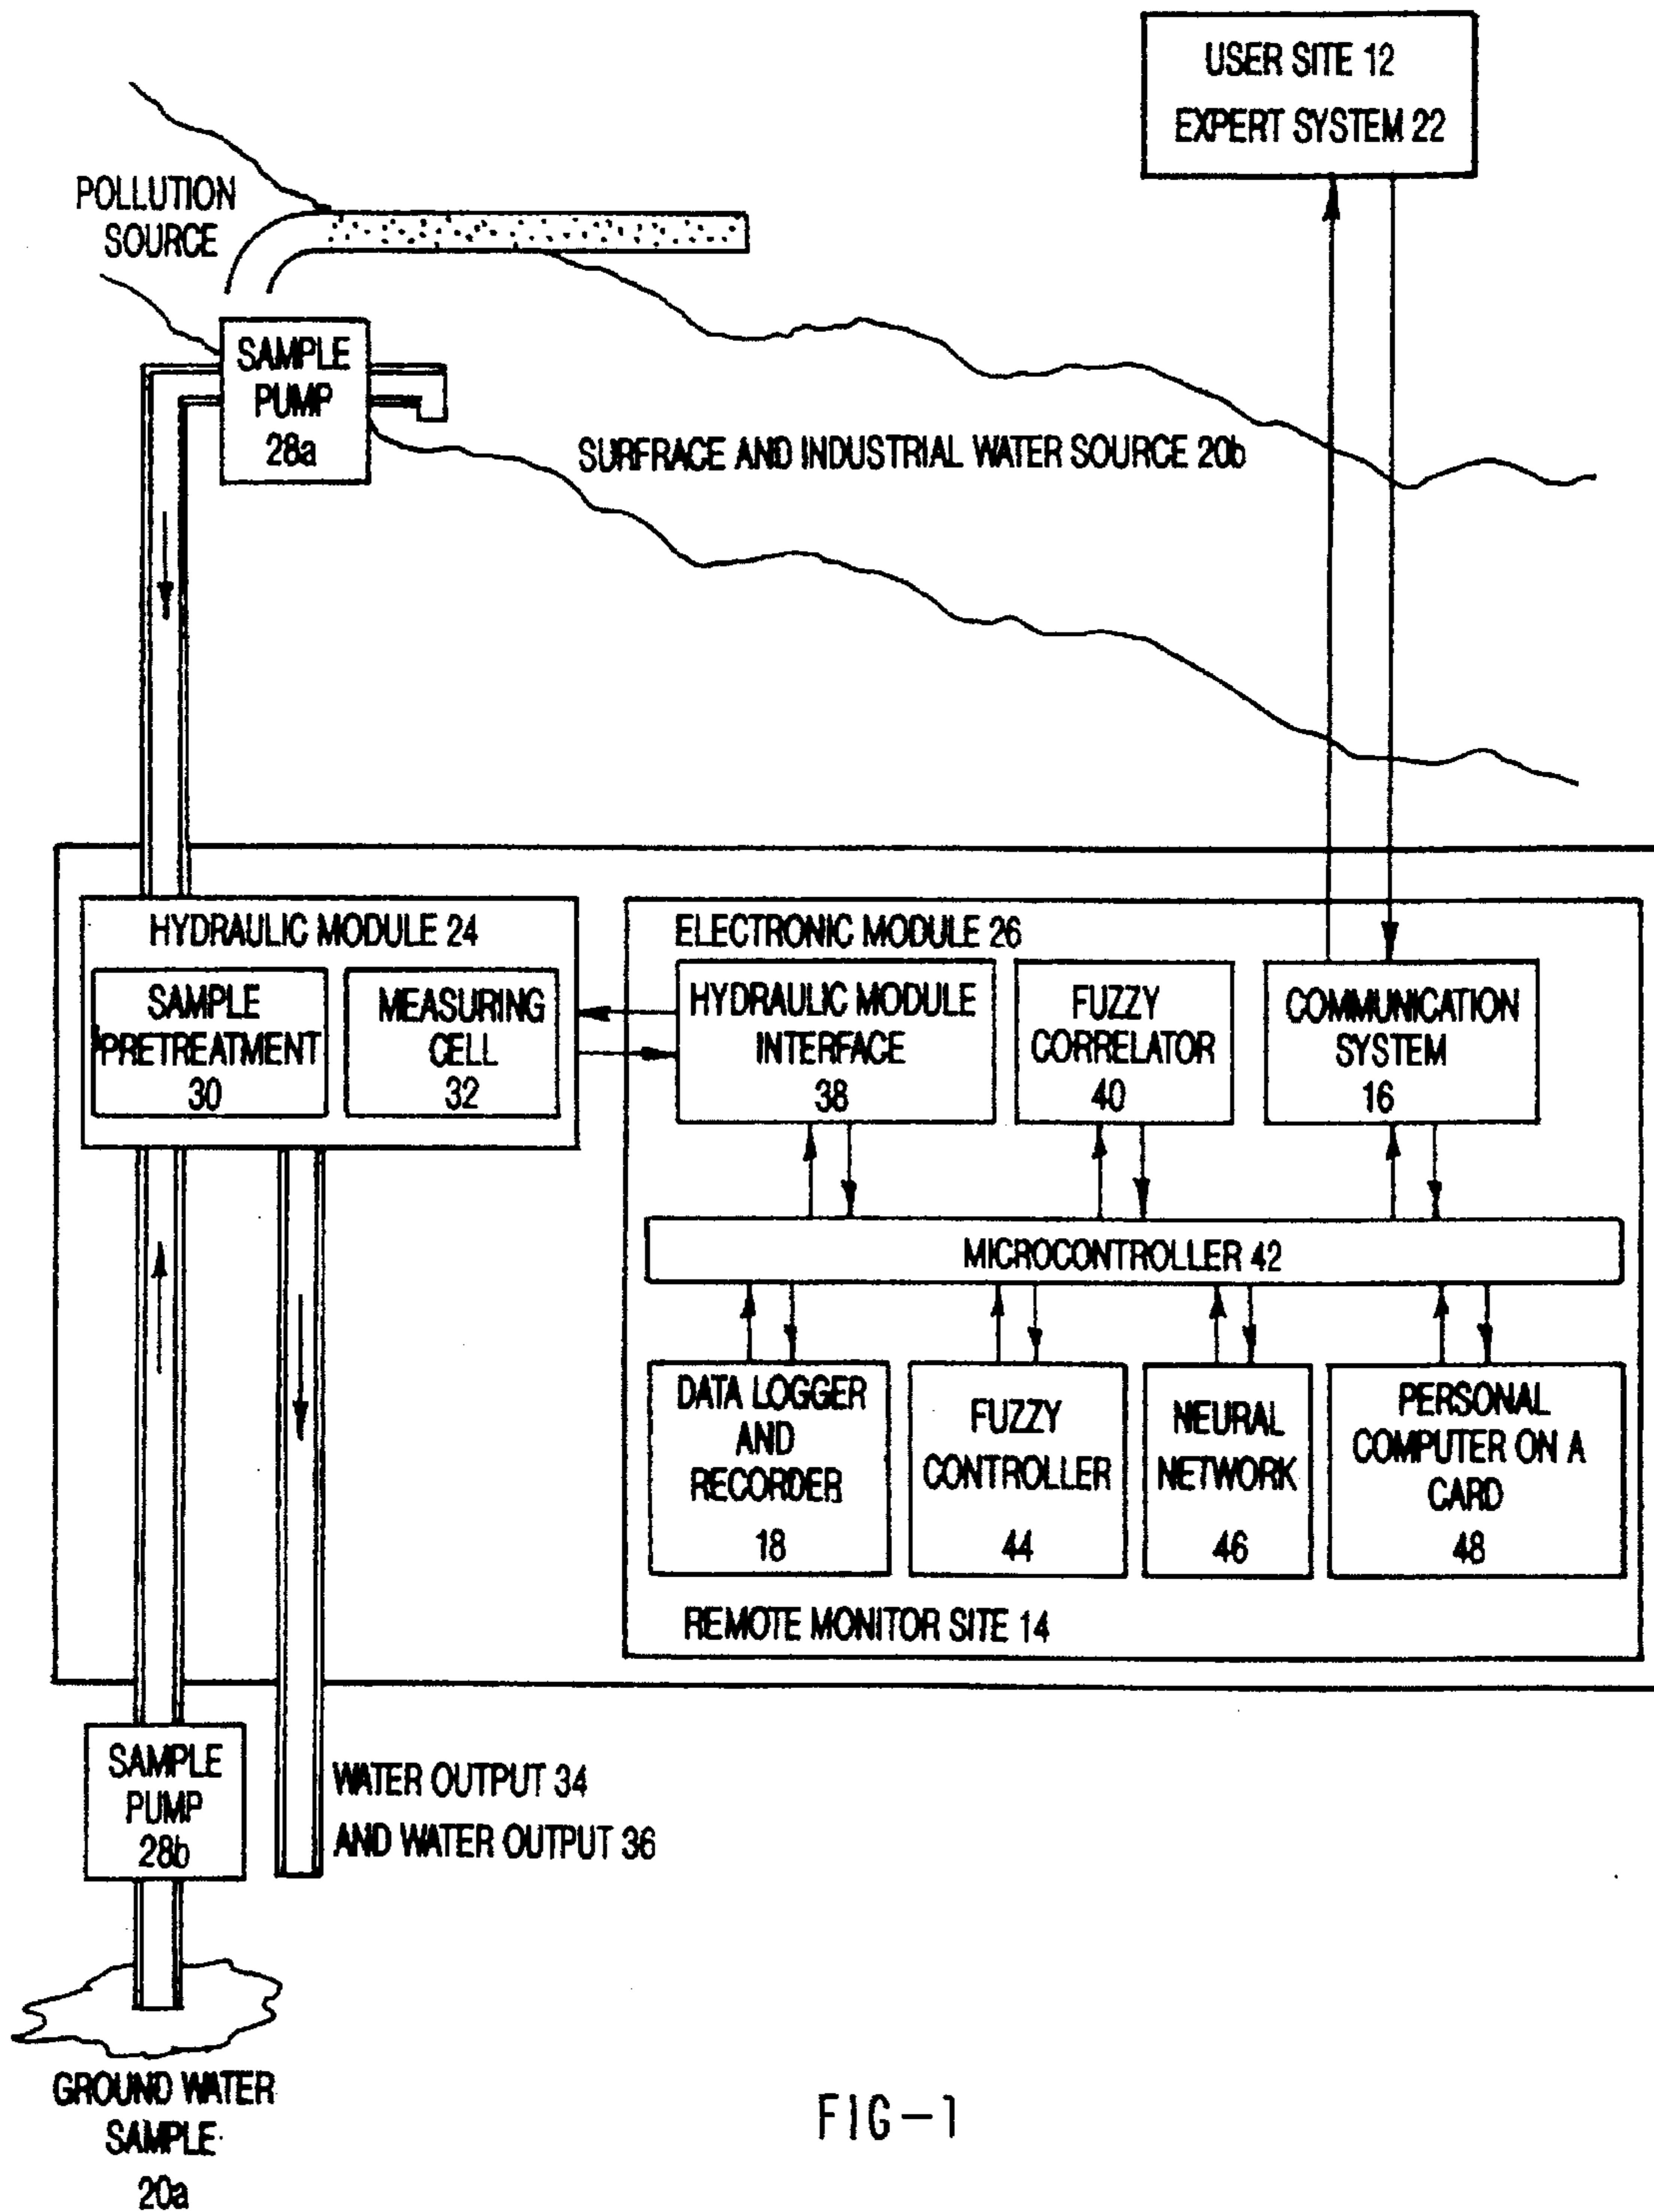 USER SITE 12
EXPERT SYSTEM 22
POLLUTION
SOURCE
SAMPLE
PUMP
28a
SURFRACE AND INDUSTRIAL WATER SOURCE 20b
HYDRAULIC MODULE 24
SAMPLE
PRETREATMENT
30
MEASURING
CELL
32
ELECTRONIC MODULE 26
HYDRAULIC MODULE
INTERFACE
38
FUZZY
CORRELATOR
40
COMMUNICATION
SYSTEM
16
MICROCONTROLLER 42
DATA LOGGER
AND
RECORDER
18
FUZZY
CONTROLLER
44
NEURAL
NETWORK
46
PERSONAL
COMPUTER ON A
CARD
48
REMOTE MONITOR SITE 14
SAMPLE
PUMP
28b
WATER OUTPUT 34
AND WATER OUTPUT 36
GROUND WATER
SAMPLE
20a
FIG-1